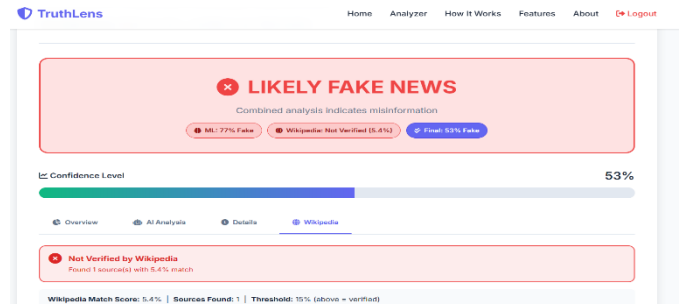 TruthLens Home Analyzer How It Works Features About Logout
LIKELY FAKE NEWS
Combined analysis indicates misinformation
ML: 77% Fake Wikipedia: Not Verified (5.4%) Final: 53% Fake
Confidence Level 53%
Overview AI Analysis Details Wikipedia
Not Verified by Wikipedia
Found 1 source(s) with 5.4% match
Wikipedia Match Score: 5.4% | Sources Found: 1 | Threshold: 15% (above = verified)